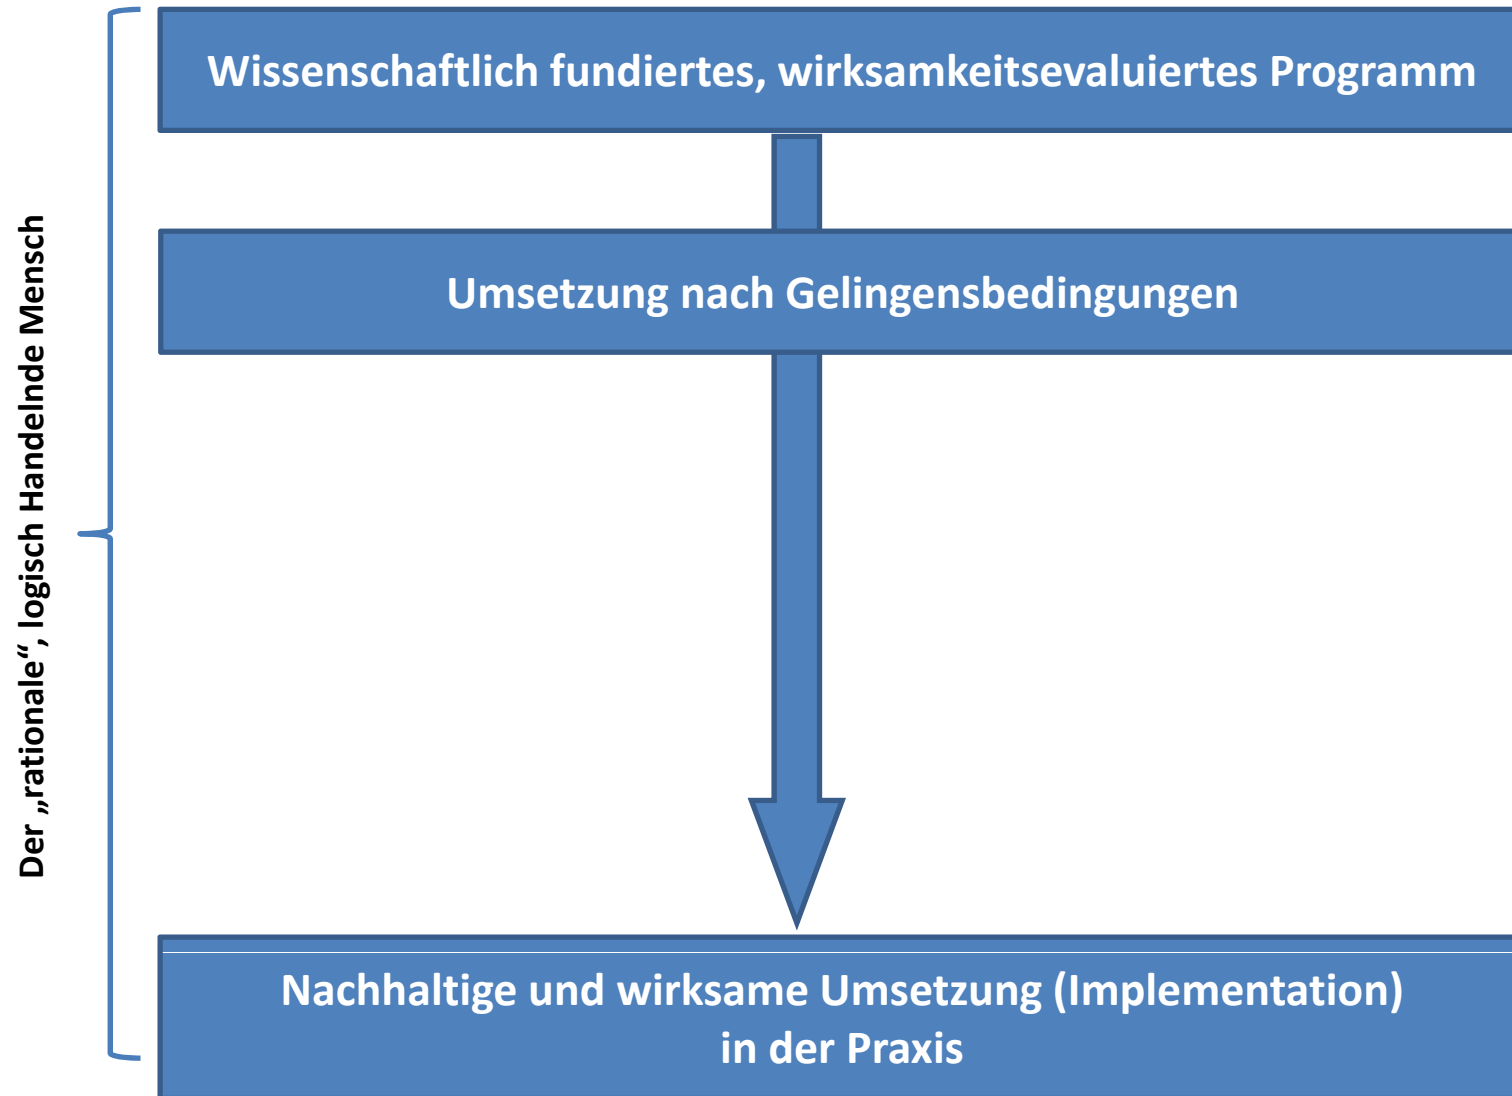 Der „rationale“, logisch Handelnde Mensch
Wissenschaftlich fundiertes, wirksamkeitsevaluiertes Programm
Umsetzung nach Gelingensbedingungen
Nachhaltige und wirksame Umsetzung (Implementation)
in der Praxis